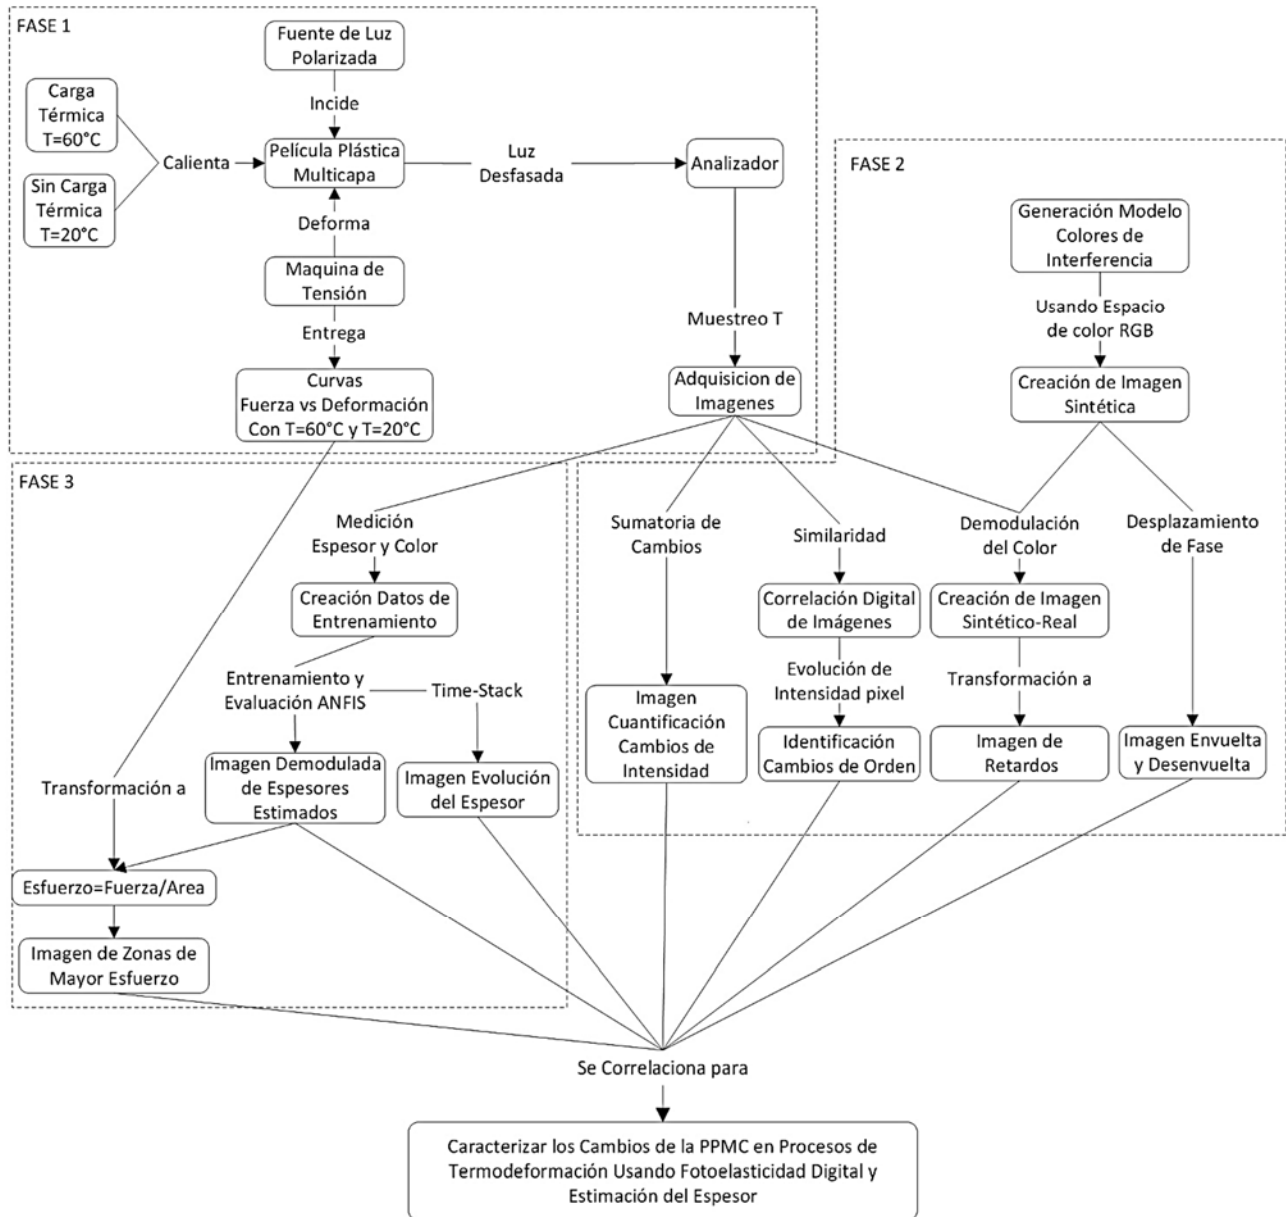 FASE 1
Fuente de Luz
Polarizada
Carga
Térmica
T=60°C
Incide
Calienta
Película Plástica
Multicapa
Luz
Desfasada
Analizador
Sin Carga
Térmica
T=20°C
Deforma
Maquina de
Tensión
Entrega
Muestreo T
Curvas
Fuerza vs Deformación
Con T=60°C y T=20°C
Adquisicion de
Imagenes
FASE 2
Generación Modelo
Colores de
Interferencia
Usando Espacio
de color RGB
Creación de Imagen
Sintética
Sumatoria de
Cambios
Similaridad
Demodulación
del Color
Desplazamiento
de Fase
Correlación Digital
de Imágenes
Creación de Imagen
Sintético-Real
Evolución de
Intensidad pixel
Transformación a
Imagen
Cuantificación
Cambios de
Intensidad
Identificación
Cambios de Orden
Imagen de
Retardos
Imagen Envuelta
y Desenvuelta
FASE 3
Medición
Espesor y Color
Creación Datos de
Entrenamiento
Entrenamiento y
Evaluación ANFIS
Time-Stack
Transformación a
Imagen Demodulada
de Espesores
Estimados
Imagen Evolución
del Espesor
Esfuerzo=Fuerza/Area
Imagen de Zonas de
Mayor Esfuerzo
Se Correlaciona para
Caracterizar los Cambios de la PPMC en Procesos de
Termodeformación Usando Fotoelasticidad Digital y
Estimación del Espesor